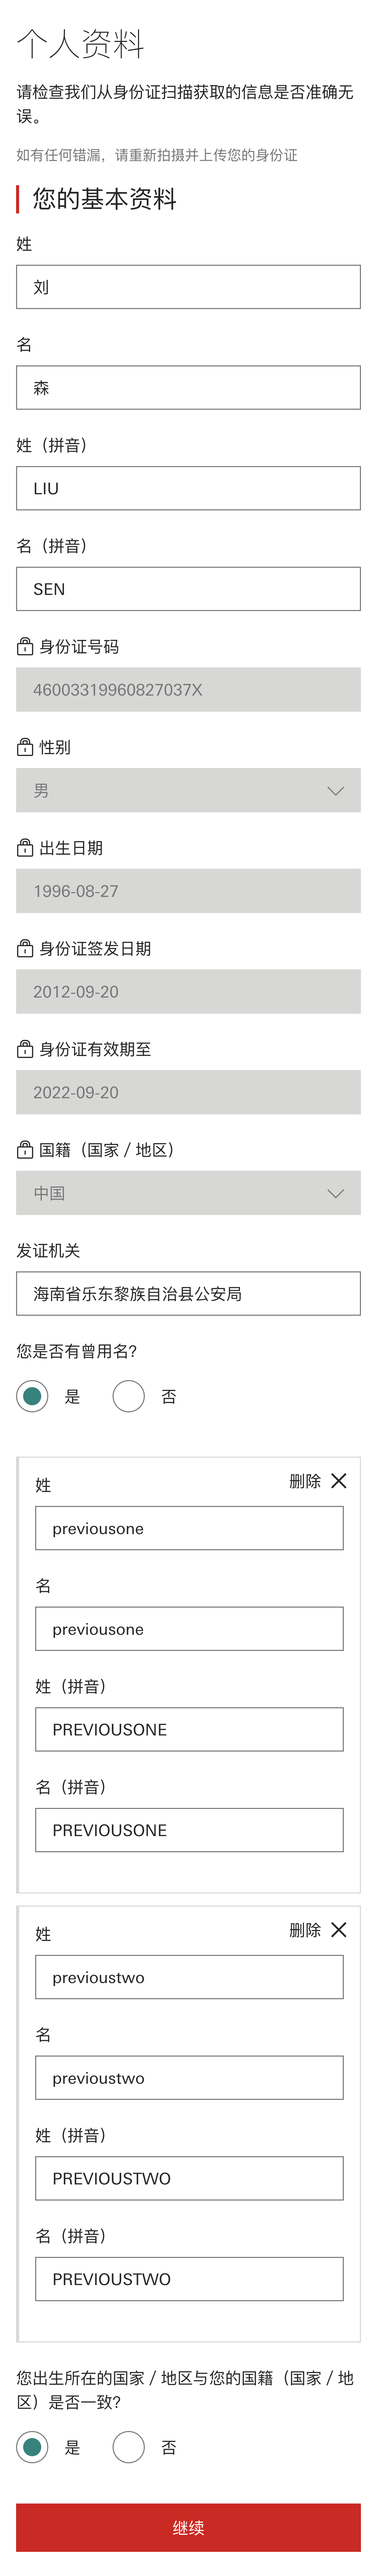 个人资料
请检查我们从身份证扫描获取的信息是否准确无
误。
如有任何错漏，请重新拍摄并上传您的身份证
您的基本资料
姓
刘
名
森
姓（拼音）
LIU
名（拼音）
SEN
身份证号码
46003319960827037X
性别
男
出生日期
1996-08-27
身份证签发日期
2012-09-20
身份证有效期至
2022-09-20
国籍（国家 / 地区）
中国
发证机关
海南省乐东黎族自治县公安局
您是否有曾用名?
是 否
姓 删除
previousone
名
previousone
姓（拼音）
PREVIOUSONE
名（拼音）
PREVIOUSONE
姓 删除
previoustwo
名
previoustwo
姓（拼音）
PREVIOUSTWO
名（拼音）
PREVIOUSTWO
您出生所在的国家 / 地区与您的国籍（国家 / 地
区）是否一致?
是 否
继续